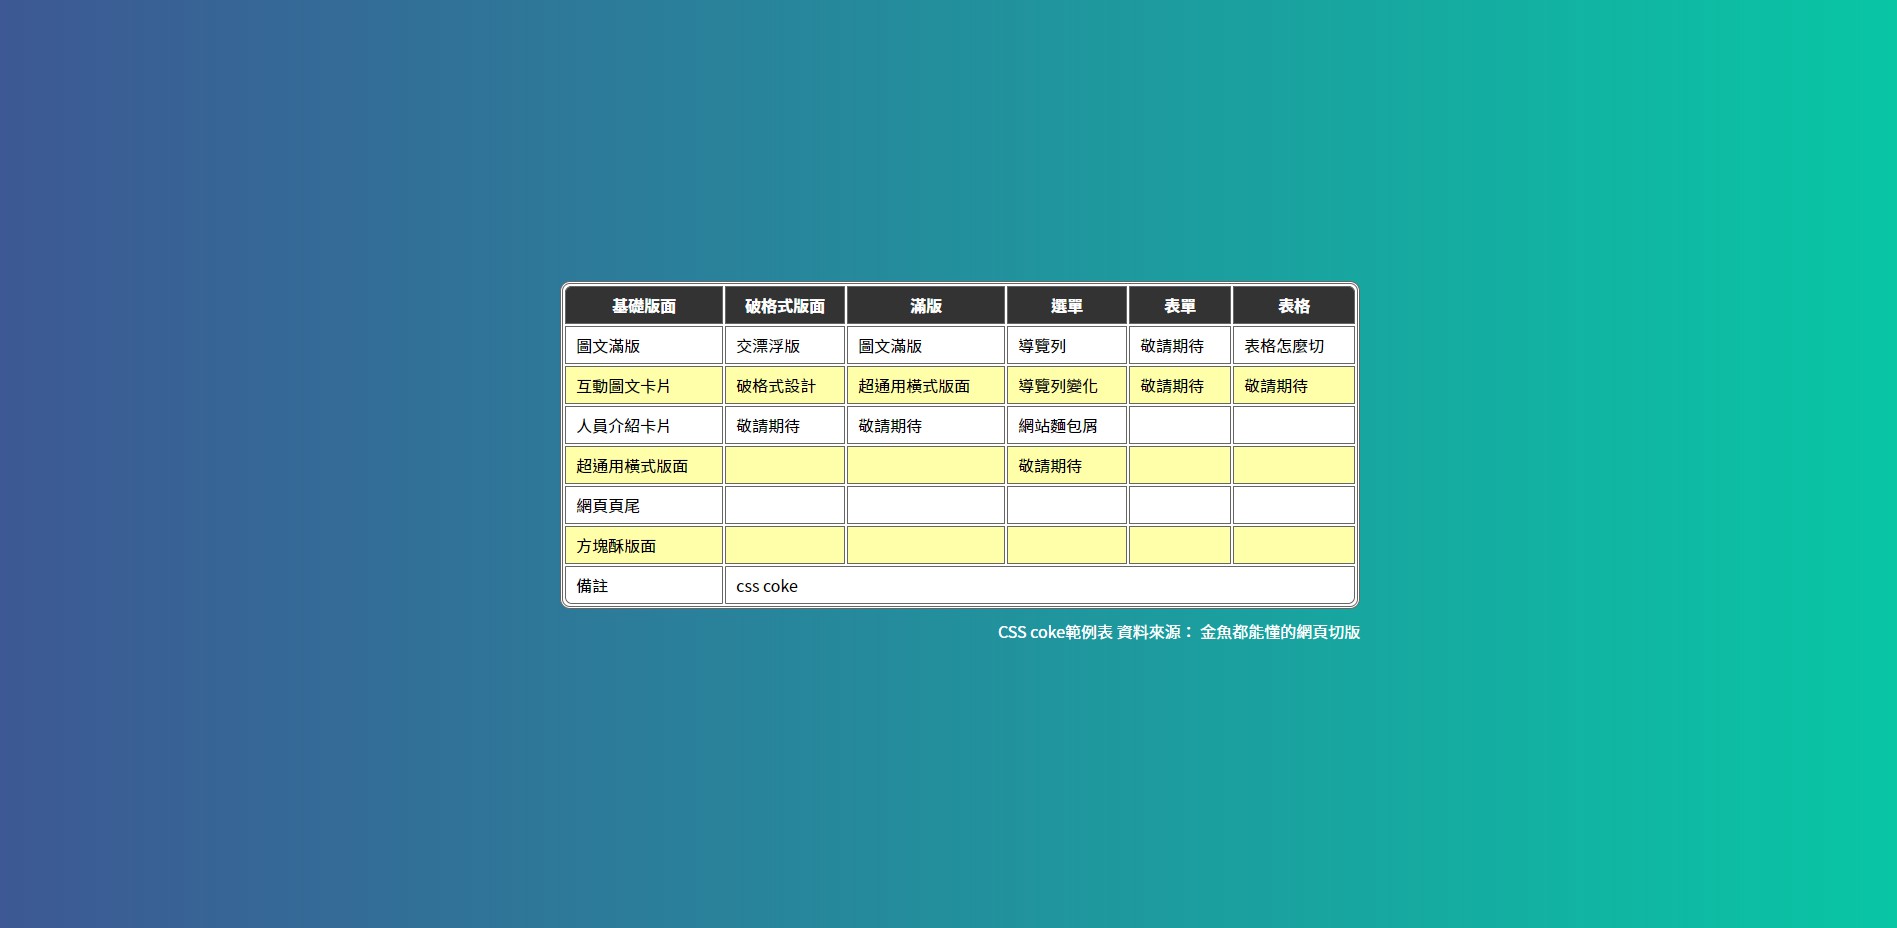 基礎版面 破格式版面 滿版 選單 表單 表格
圖文滿版 交漂浮版 圖文滿版 導覽列 敬請期待 表格怎麼切
互動圖文卡片 破格式設計 超通用橫式版面 導覽列變化 敬請期待 敬請期待
人員介紹卡片 敬請期待 敬請期待 網站麵包屑
超通用橫式版面 敬請期待
網頁頁尾
方塊酥版面
備註 css coke
CSS coke範例表 資料來源： 金魚都能懂的網頁切版